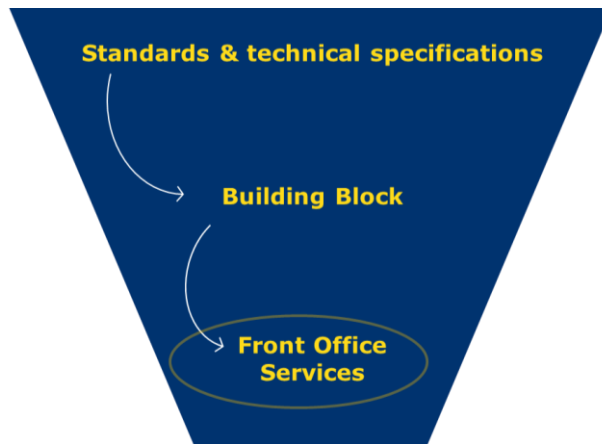 Standards & technical specifications
Building Block
Front Office
Services